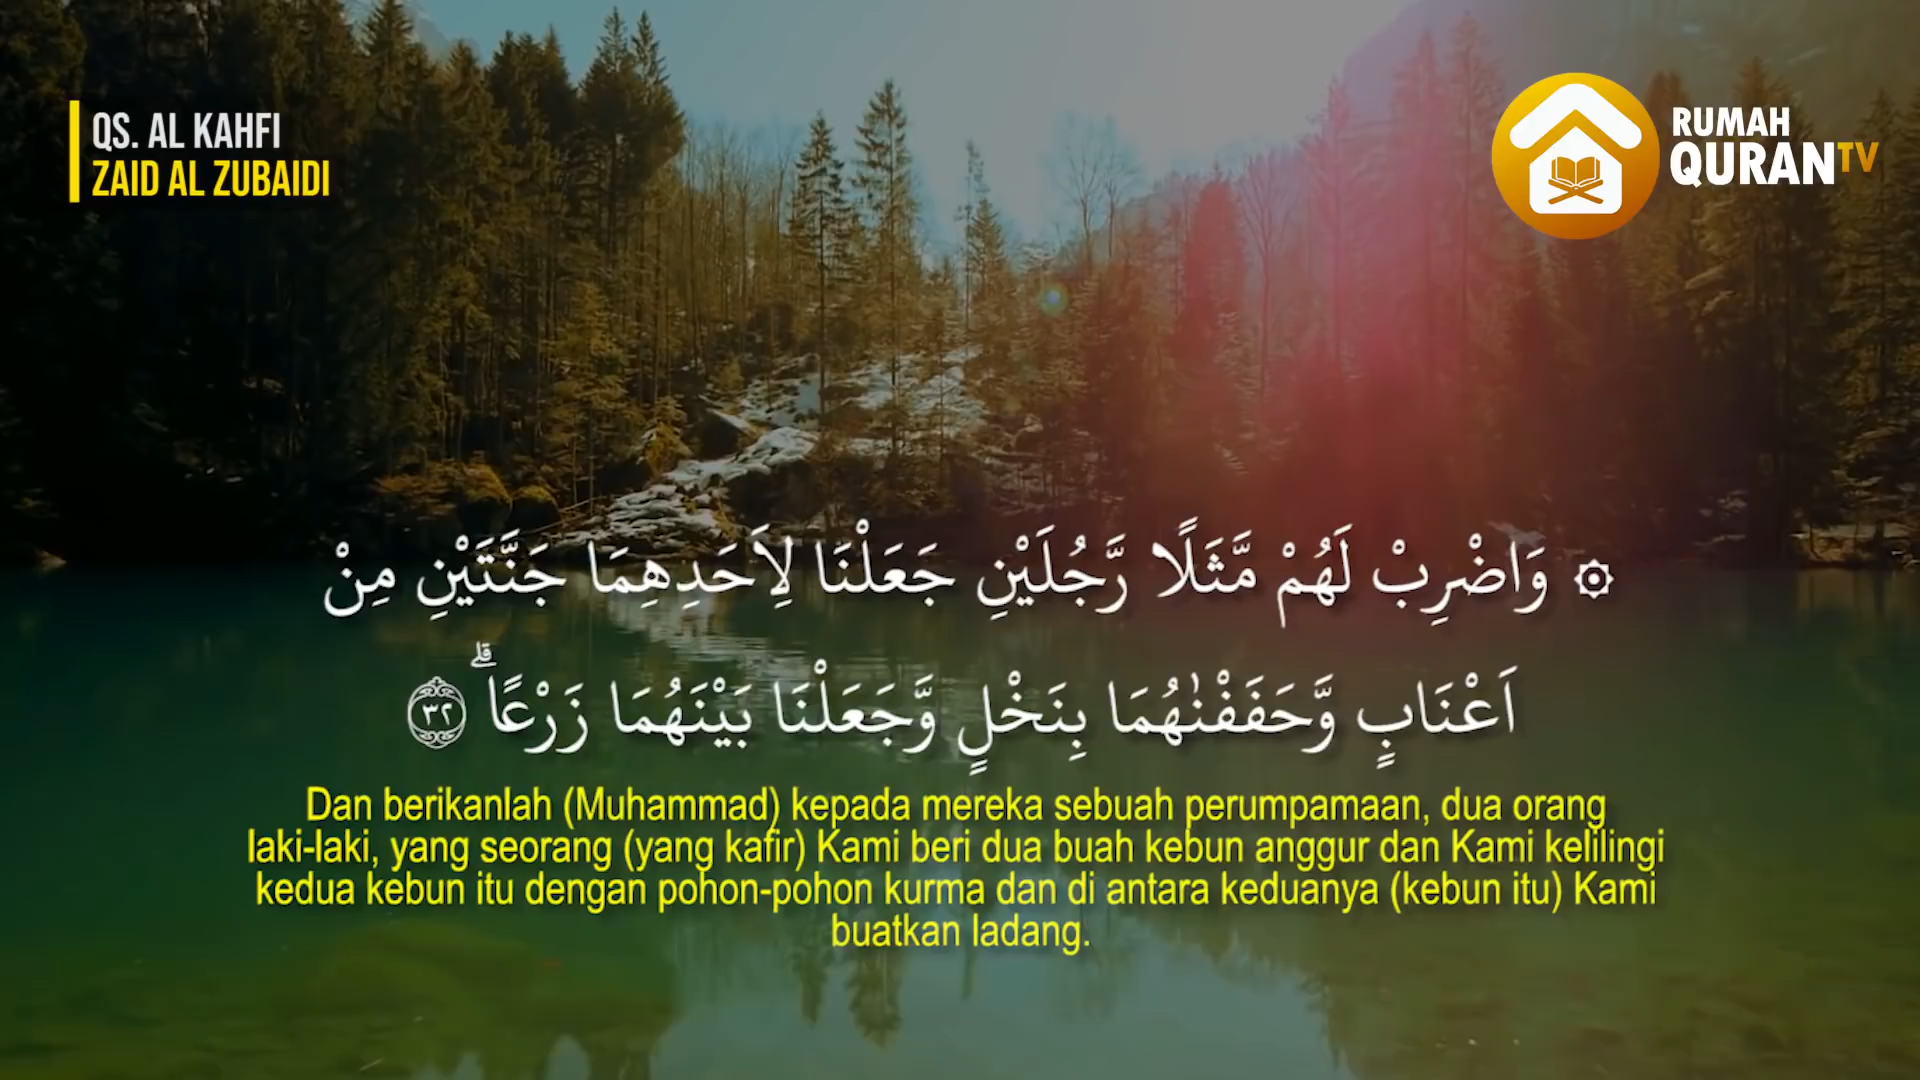 QS. AL KAHFI
ZAID AL ZUBAIDI
RUMAH
QURANTV
۞ وَاضْرِبْ لَهُمْ مَّثَلًا رَّجُلَيْنِ جَعَلْنَا لِاَحَدِهِمَا جَنَّتَيْنِ مِنْ
اَعْنَابٍ وَّحَفَفْنٰهُمَا بِنَخْلٍ وَّجَعَلْنَا بَيْنَهُمَا زَرْعًاۗ ٣٢
Dan berikanlah (Muhammad) kepada mereka sebuah perumpamaan, dua orang
laki-laki, yang seorang (yang kafir) Kami beri dua buah kebun anggur dan Kami kelilingi
kedua kebun itu dengan pohon-pohon kurma dan di antara keduanya (kebun itu) Kami
buatkan ladang.